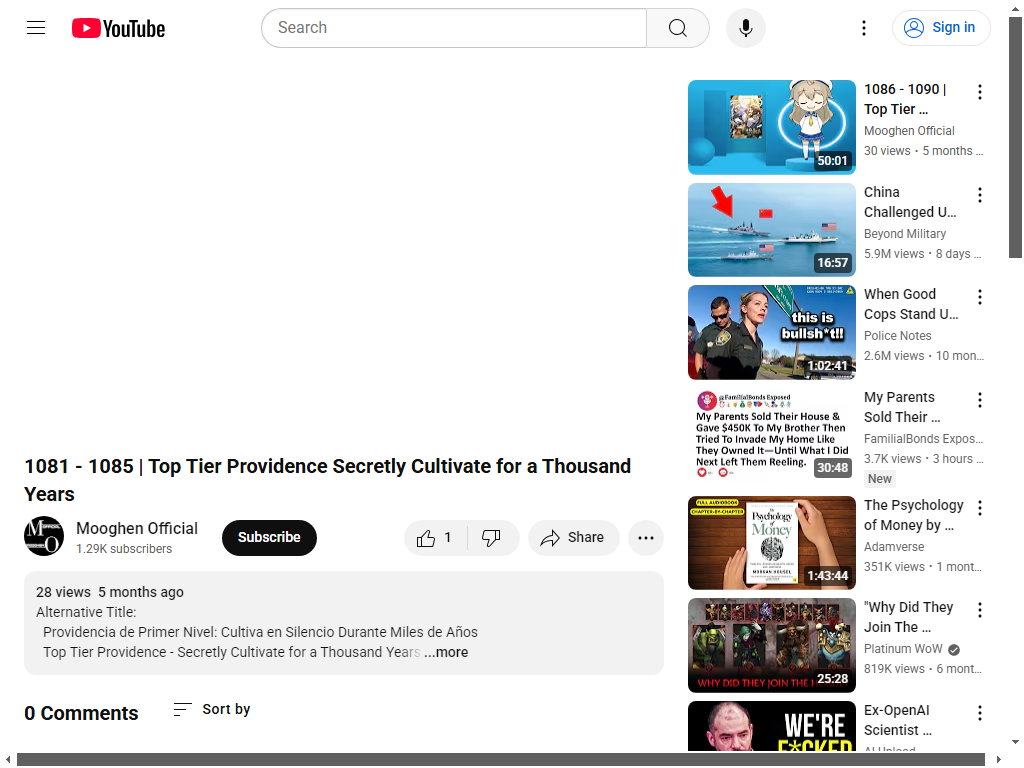 YouTube
Search
Sign in
50:01
1086 - 1090 |
Top Tier ...
Mooghen Official
30 views • 5 months ...
16:57
China
Challenged U...
Beyond Military
5.9M views • 8 days ...
this is
bullsh*t!!
1:02:41
When Good
Cops Stand U...
Police Notes
2.6M views • 10 mon...
@FamilialBonds Exposed
My Parents Sold Their House &
Gave $450K To My Brother Then
Tried To Invade My Home Like
They Owned It—Until What I Did
Next Left Them Reeling.
30:48
My Parents
Sold Their ...
FamilialBonds Expos...
3.7K views • 3 hours ...
New
FULL AUDIOBOOK
CHAPTER-BY-CHAPTER
The
Psychology
of Money
MORGAN HOUSEL
1:43:44
The Psychology
of Money by ...
Adamverse
351K views • 1 mont...
25:28
WHY DID THEY JOIN THE H
"Why Did They
Join The ...
Platinum WoW
819K views • 6 mont...
WE'RE
F*CKED
Ex-OpenAI
Scientist ...
AI Upload
1081 - 1085 | Top Tier Providence Secretly Cultivate for a Thousand
Years
Mooghen Official
1.29K subscribers
Subscribe
1
Share
28 views 5 months ago
Alternative Title:
Providencia de Primer Nivel: Cultiva en Silencio Durante Miles de Años
Top Tier Providence - Secretly Cultivate for a Thousand Years ...more
0 Comments
Sort by